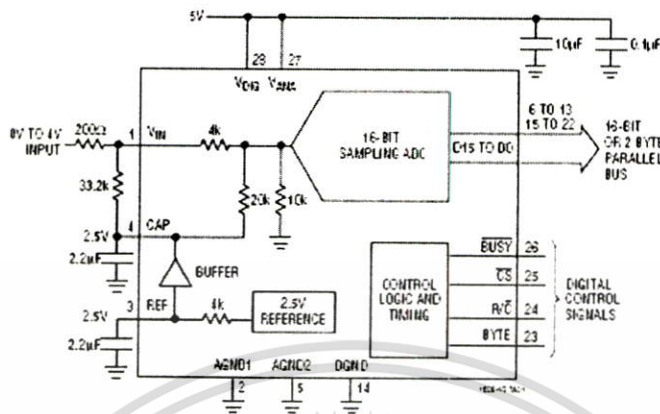 5V
28
27
10µF
0.1µF
VDIG
VANA
0V TO 4V
INPUT
200Ω
1
VIN
4k
16-BIT
SAMPLING ADC
D15 TO D0
6 TO 13
15 TO 22
16-BIT
OR 2 BYTE
PARALLEL
BUS
33.2k
20k
10k
4
CAP
2.5V
2.2µF
BUFFER
3
REF
4k
2.5V
REFERENCE
2.5V
2.2µF
CONTROL
LOGIC AND
TIMING
BUSY
26
CS
25
R/C
24
BYTE
23
DIGITAL
CONTROL
SIGNALS
AGND1
AGND2
DGND
2
5
14